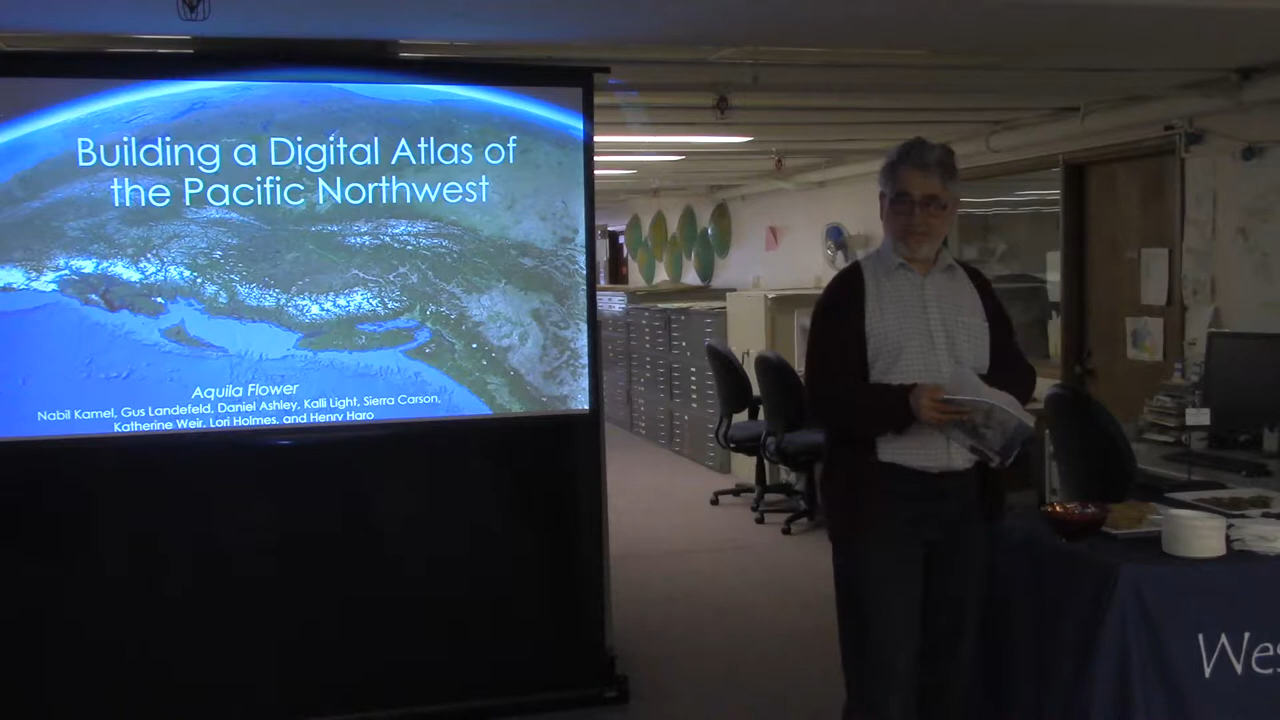 Building a Digital Atlas of
the Pacific Northwest
Aquila Flower
Nabil Kamel, Gus Landefeld, Daniel Ashley, Kalli Light, Sierra Carson,
Katherine Weir, Lori Holmes, and Henry Haro
Wes